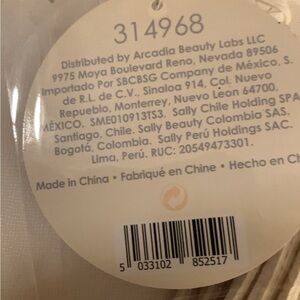 314968
Distributed by Arcadia Beauty Labs LLC
9975 Moya Boulevard Reno, Nevada 89506
Importado Por SBCBSG Company de México, S.
de R.L. de C.V., Sinaloa 914, Col. Nuevo
Repueblo, Monterrey, Nuevo León 64700,
MÉXICO. SME010913TS3. Sally Chile Holding SPA
Santiago, Chile. Sally Beauty Colombia SAS.
Bogotá, Colombia. Sally Perú Holdings SAC.
Lima, Perú. RUC: 20549473301.
Made in China • Fabriqué en Chine • Hecho en Ch
5 033102 852517